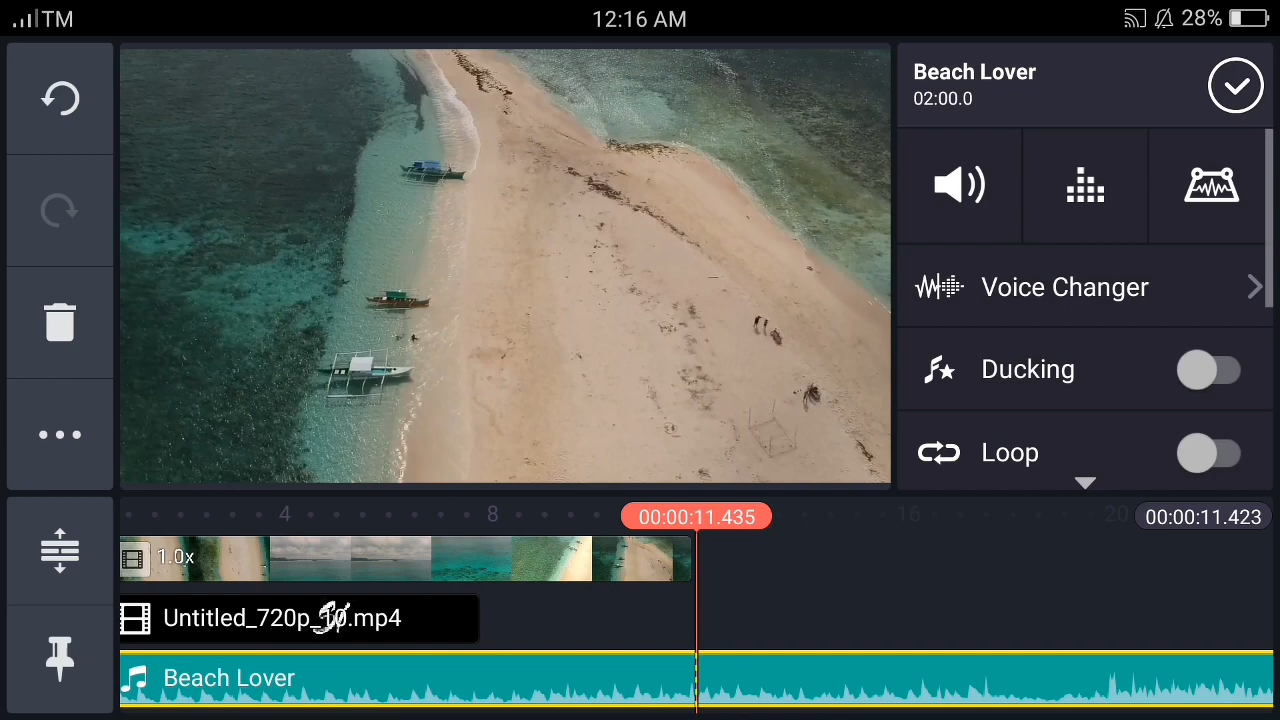 TM 12:16 AM 28%
Beach Lover
02:00.0
Voice Changer
Ducking
Loop
4 8 00:00:11.435 16 20 00:00:11.423
1.0x
Untitled_720p_10.mp4
Beach Lover